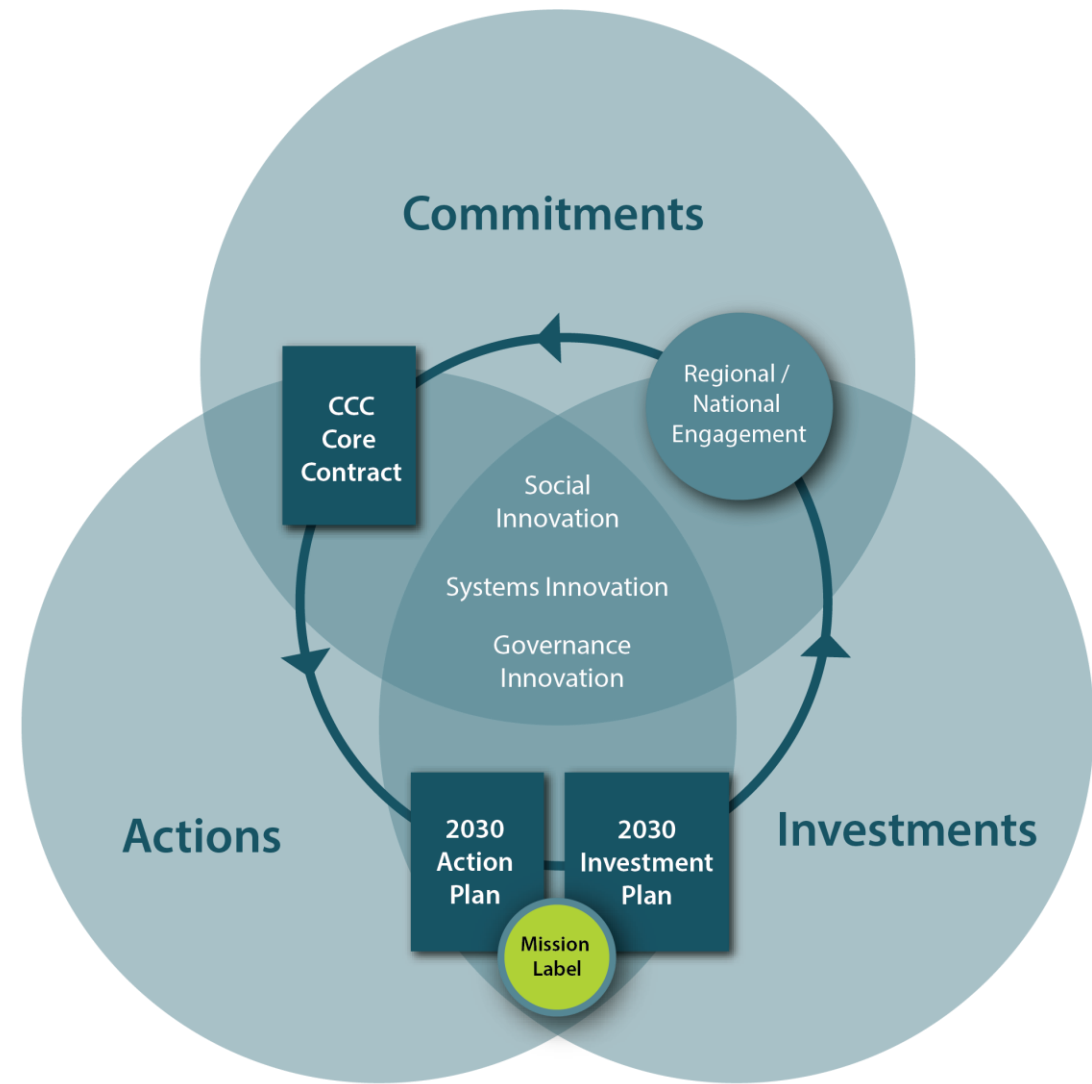 Commitments
CCC
Core
Contract
Regional /
National
Engagement
Social
Innovation
Systems Innovation
Governance
Innovation
Actions
Investments
2030
Action
Plan
2030
Investment
Plan
Mission
Label